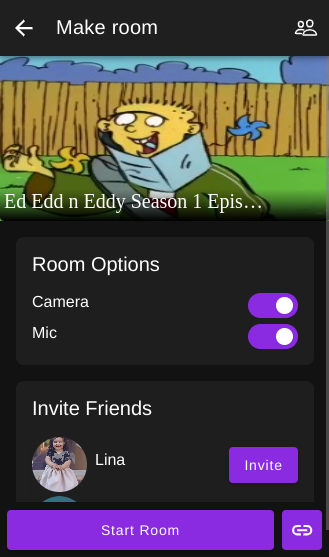 Make room
Ed Edd n Eddy Season 1 Epis…
Room Options
Camera
Mic
Invite Friends
Lina
Invite
Start Room